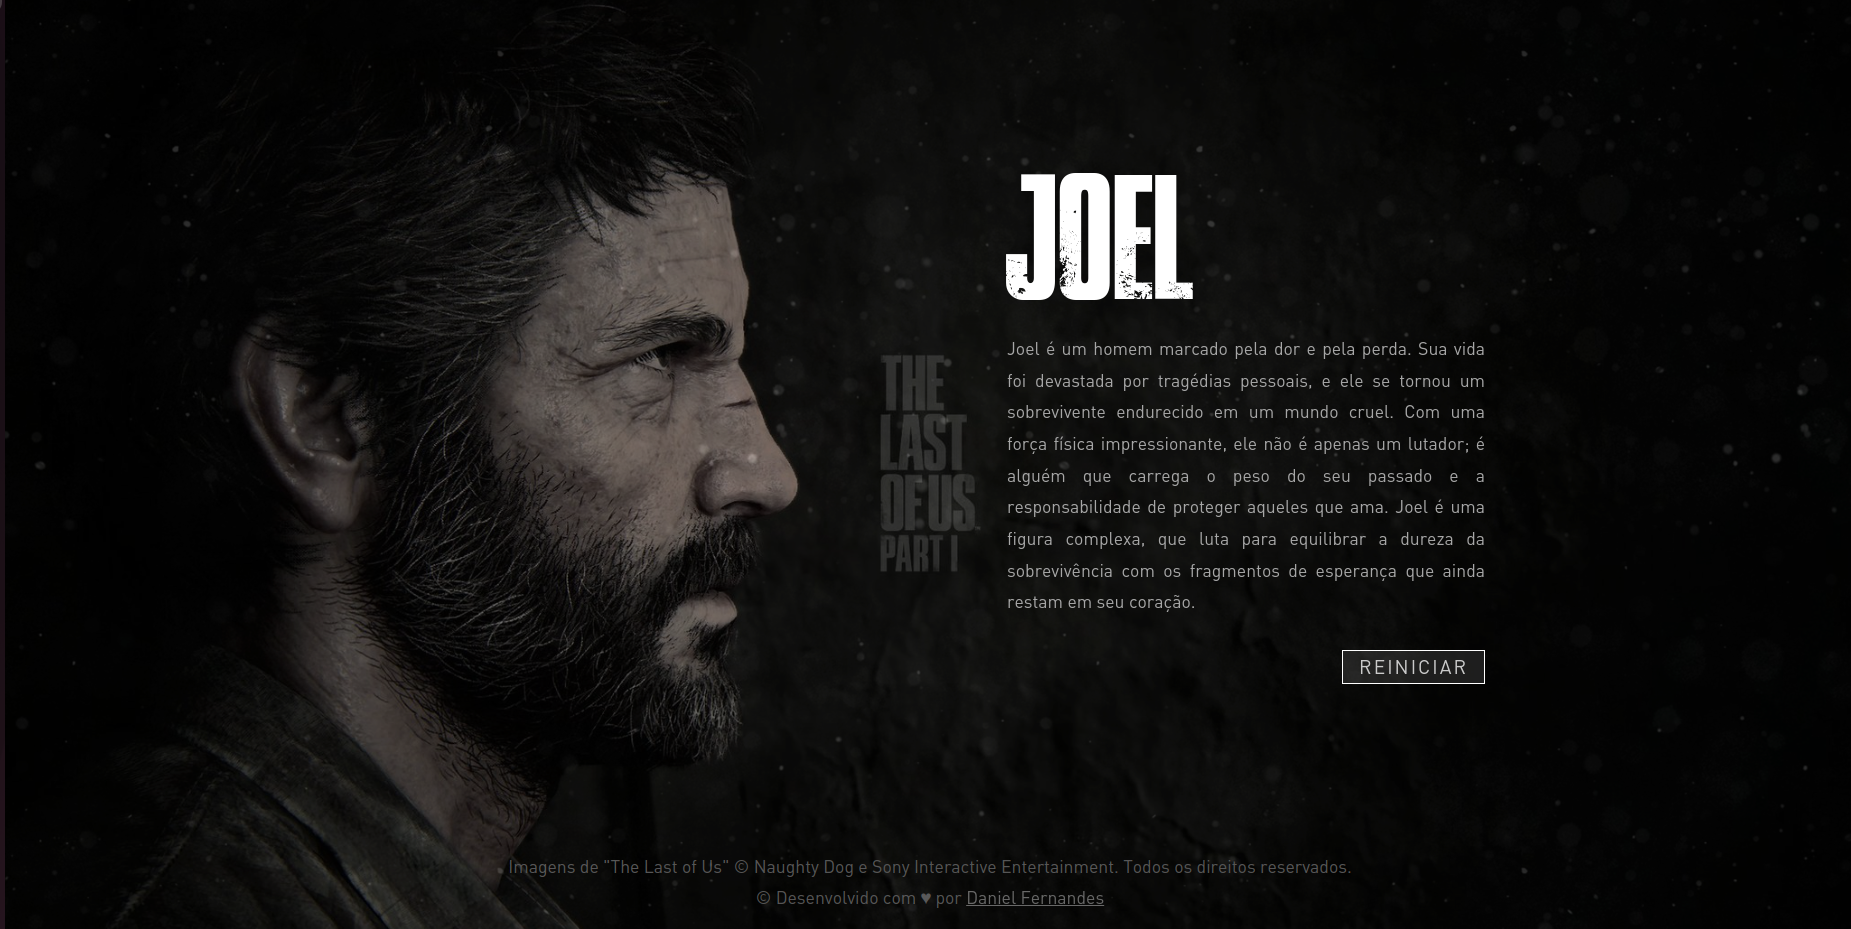 JOEL
Joel é um homem marcado pela dor e pela perda. Sua vida
foi devastada por tragédias pessoais, e ele se tornou um
sobrevivente endurecido em um mundo cruel. Com uma
força física impressionante, ele não é apenas um lutador; é
alguém que carrega o peso do seu passado e a
responsabilidade de proteger aqueles que ama. Joel é uma
figura complexa, que luta para equilibrar a dureza da
sobrevivência com os fragmentos de esperança que ainda
restam em seu coração.
THE
LAST
OF US
PART I
REINICIAR
Imagens de "The Last of Us" © Naughty Dog e Sony Interactive Entertainment. Todos os direitos reservados.
© Desenvolvido com ♥ por Daniel Fernandes